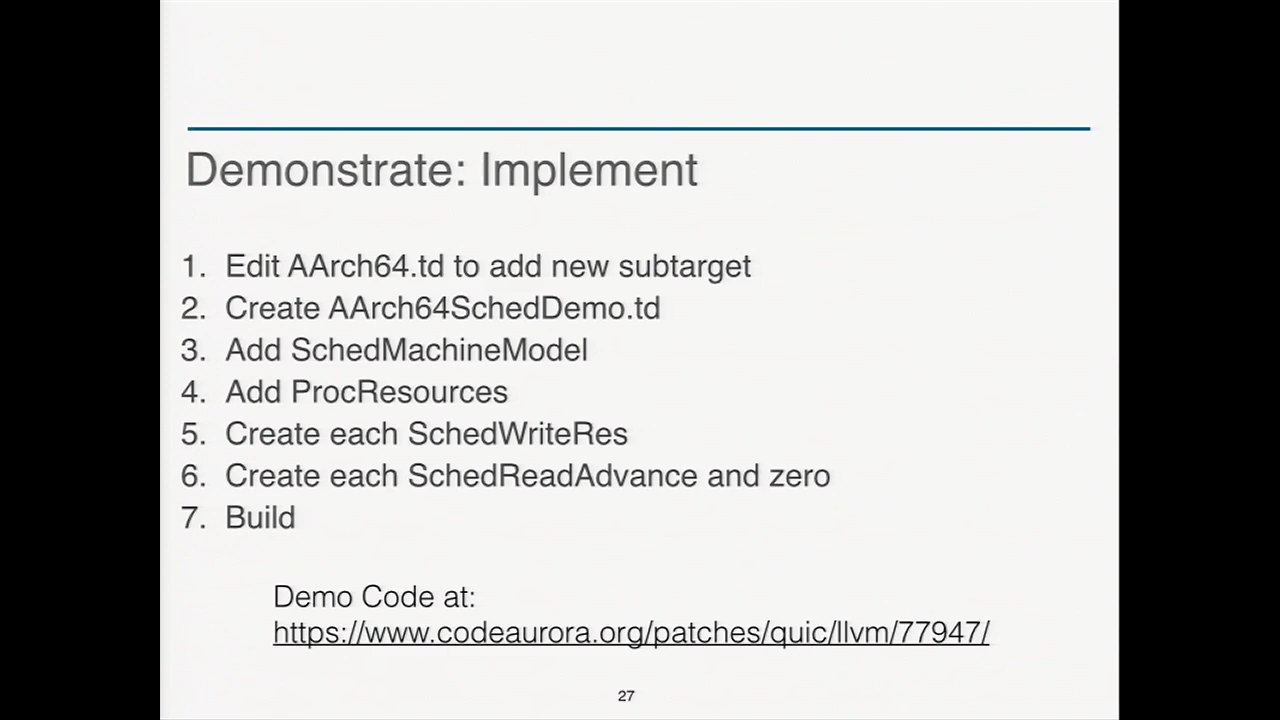 Demonstrate: Implement
1. Edit AArch64.td to add new subtarget
2. Create AArch64SchedDemo.td
3. Add SchedMachineModel
4. Add ProcResources
5. Create each SchedWriteRes
6. Create each SchedReadAdvance and zero
7. Build
Demo Code at:
https://www.codeaurora.org/patches/quic/llvm/77947/
27